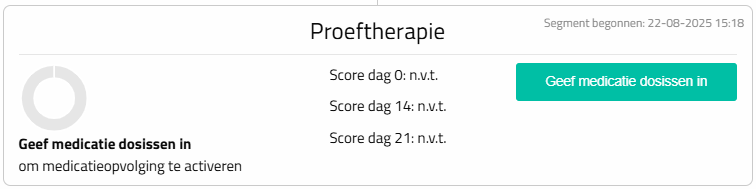 Proeftherapie
Segment begonnen: 22-08-2025 15:18
Score dag 0: n.v.t.
Score dag 14: n.v.t.
Score dag 21: n.v.t.
Geef medicatie dosissen in
Geef medicatie dosissen in
om medicatieopvolging te activeren